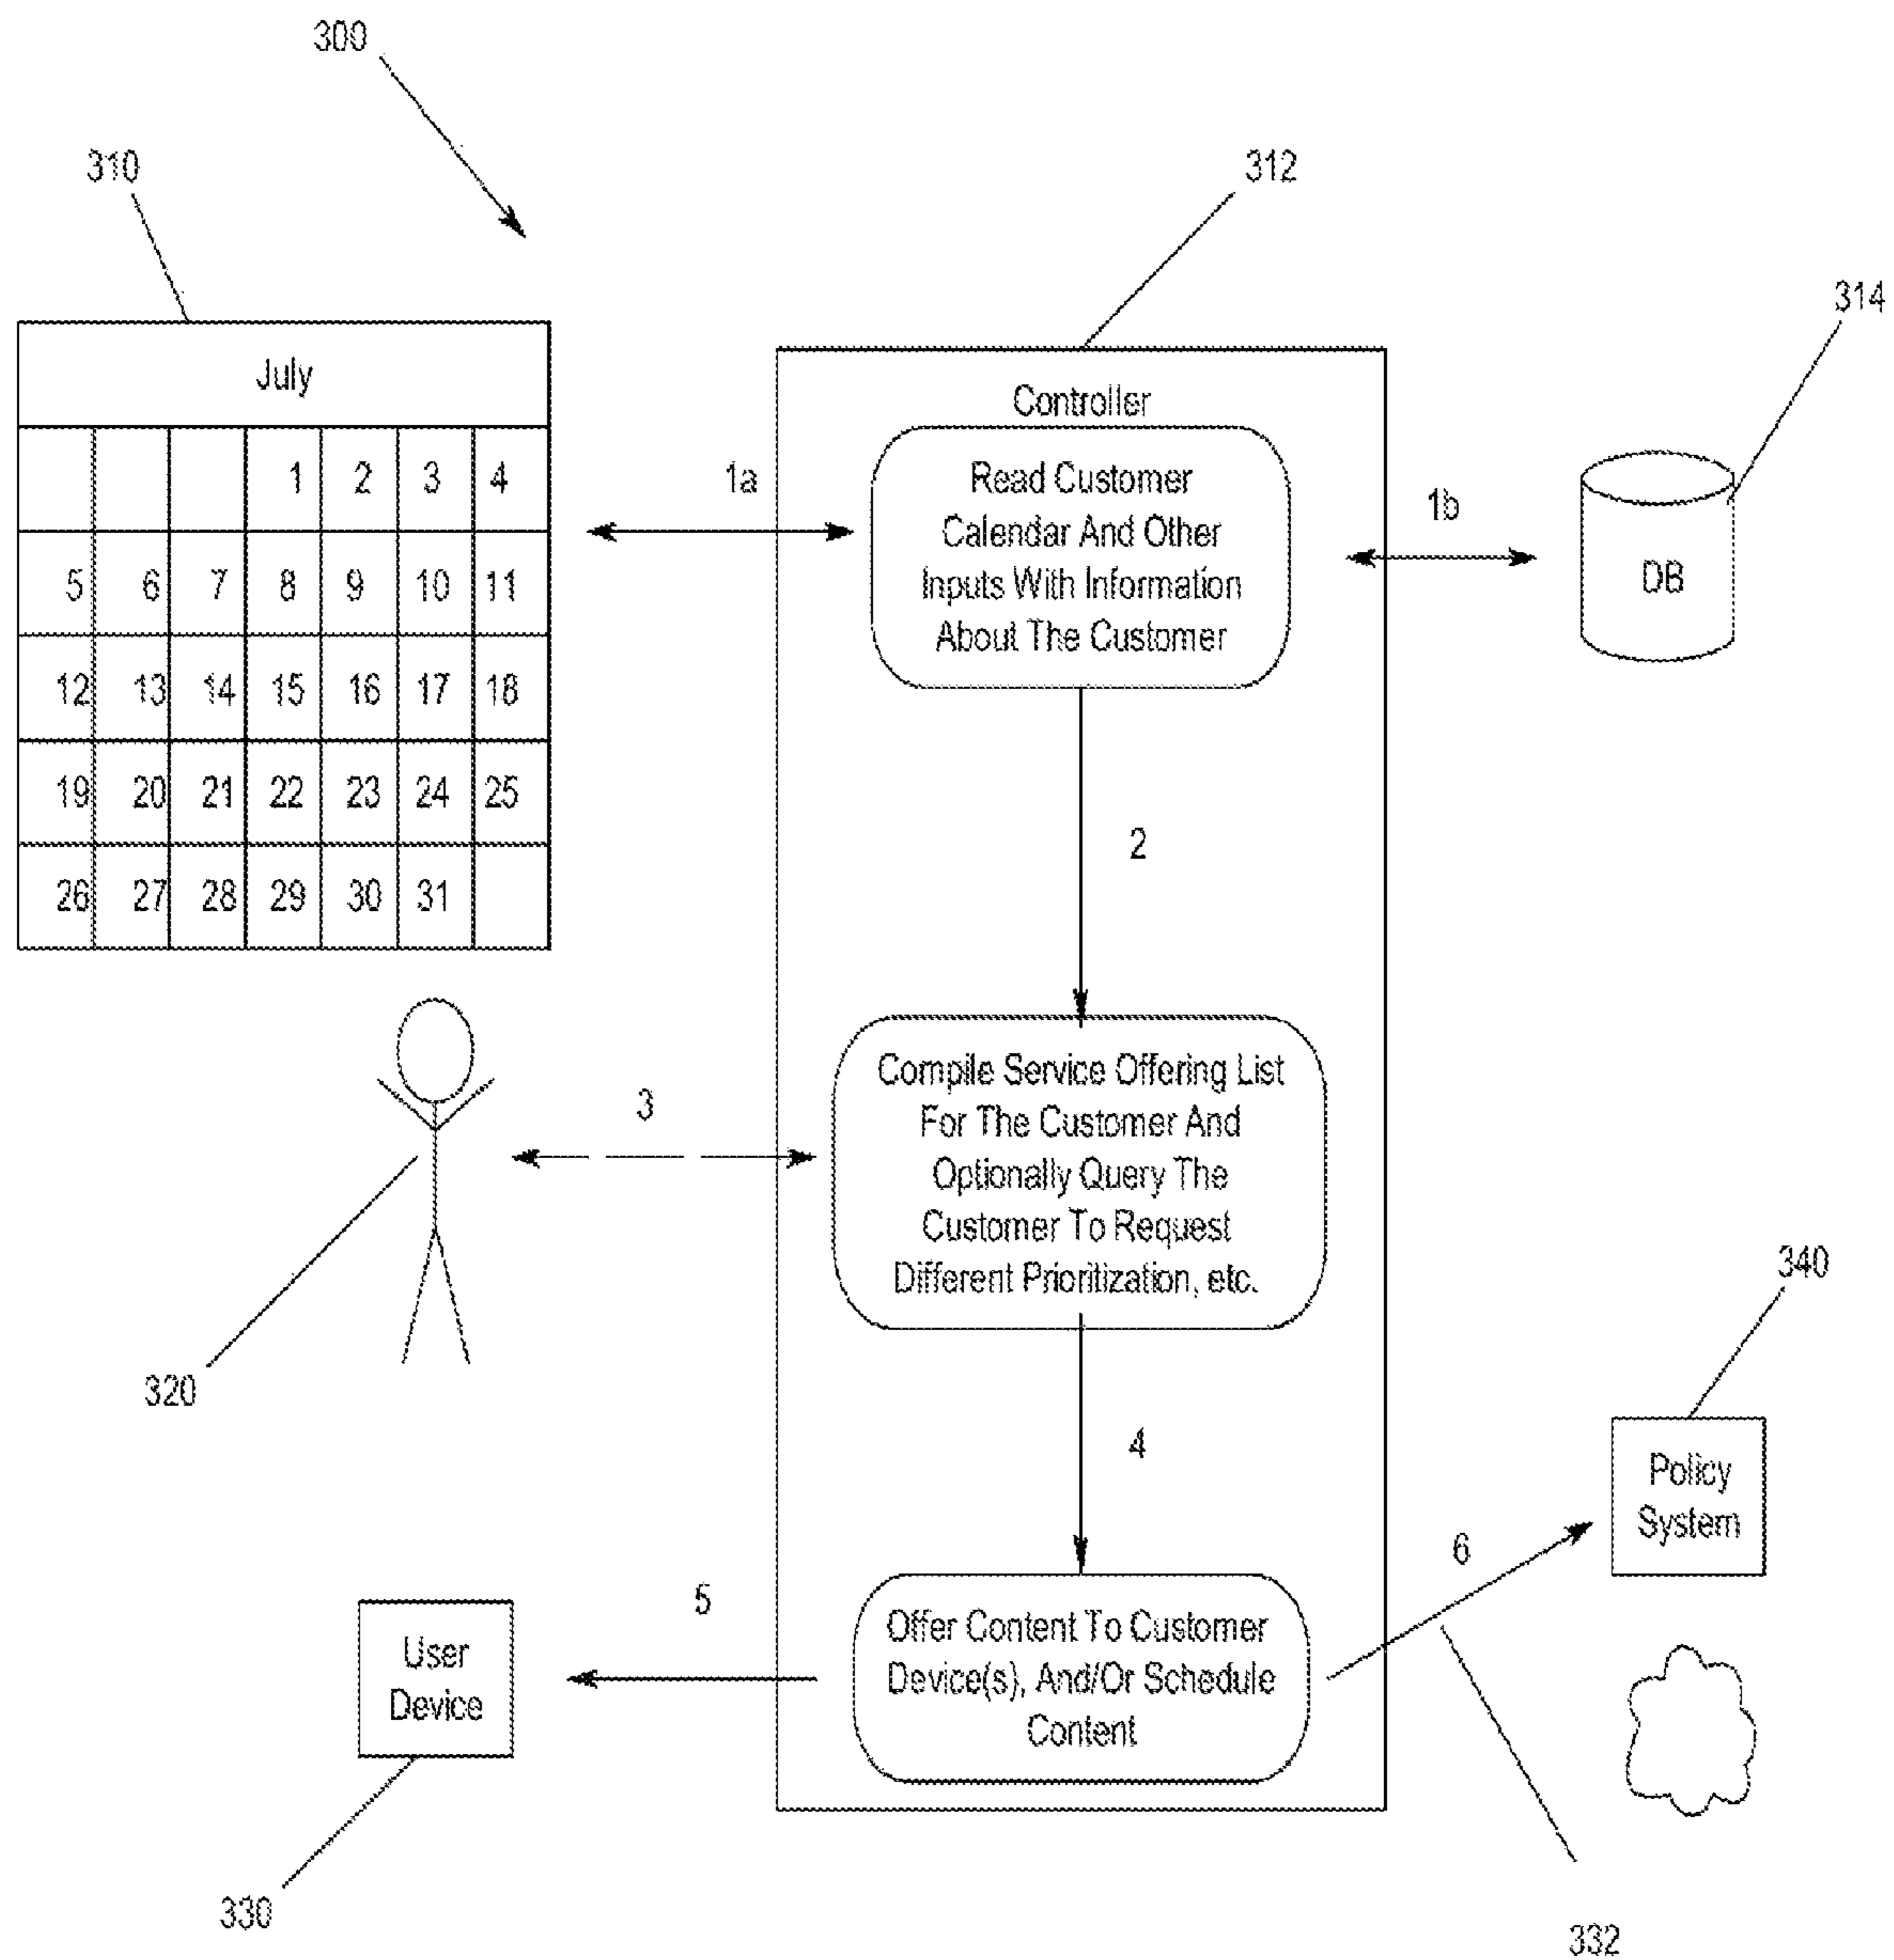 300
310
312
314
July
1 2 3 4
5 6 7 8 9 10 11
12 13 14 15 16 17 18
19 20 21 22 23 24 25
26 27 28 29 30 31
1a
Controller
Read Customer
Calendar And Other
Inputs With Information
About The Customer
1b
DB
2
3
Compile Service Offering List
For The Customer And
Optionally Query The
Customer To Request
Different Prioritization, etc.
320
340
4
Policy
System
6
5
User
Device
Offer Content To Customer
Device(s), And/Or Schedule
Content
330
332